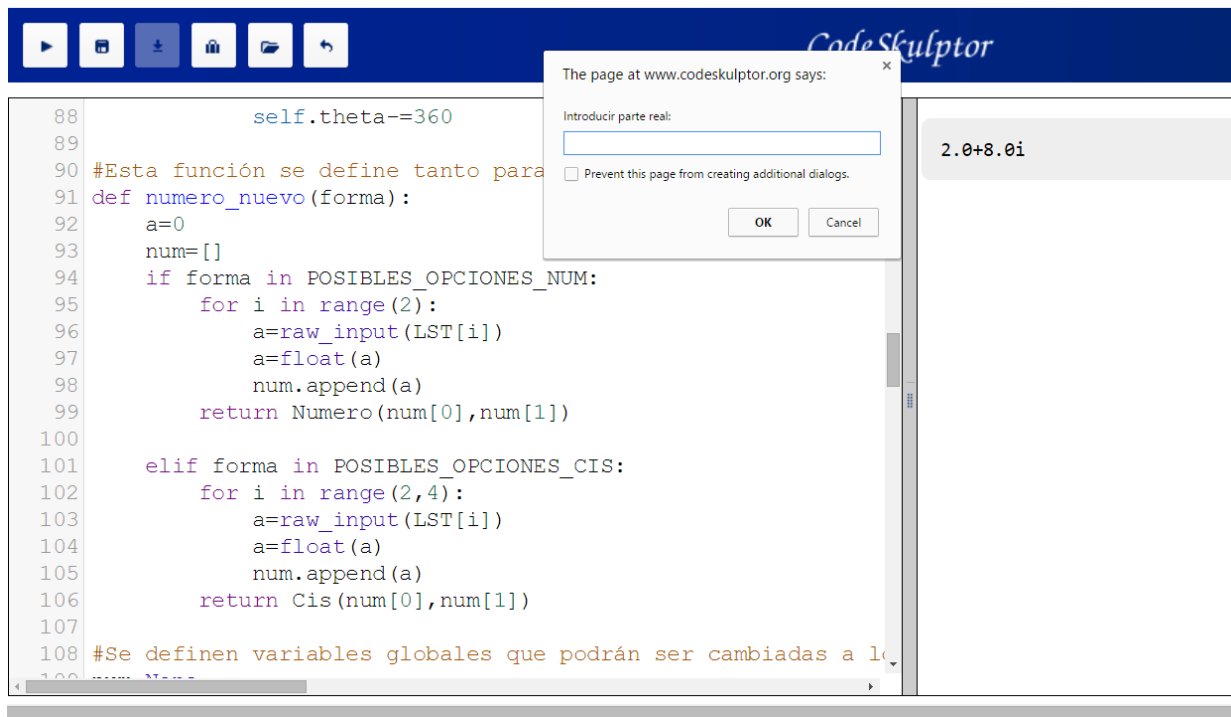 CodeSkulptor
The page at www.codeskulptor.org says:
×
Introducir parte real:
Prevent this page from creating additional dialogs.
OK Cancel
88 self.theta-=360
89
90 #Esta función se define tanto para
91 def numero_nuevo(forma):
92 a=0
93 num=[]
94 if forma in POSIBLES_OPCIONES_NUM:
95 for i in range(2):
96 a=raw_input(LST[i])
97 a=float(a)
98 num.append(a)
99 return Numero(num[0],num[1])
100
101 elif forma in POSIBLES_OPCIONES_CIS:
102 for i in range(2,4):
103 a=raw_input(LST[i])
104 a=float(a)
105 num.append(a)
106 return Cis(num[0],num[1])
107
108 #Se definen variables globales que podrán ser cambiadas a l
2.0+8.0i